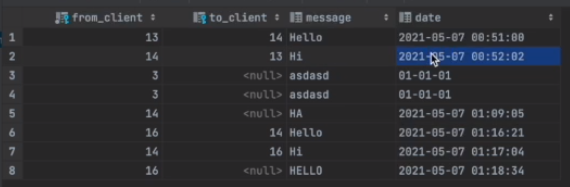 from_client to_client message date
1 13 14 Hello 2021-05-07 00:51:00
2 14 13 Hi 2021-05-07 00:52:02
3 3 <null> asdasd 01-01-01
4 3 <null> asdasd 01-01-01
5 14 <null> HA 2021-05-07 01:09:05
6 16 14 Hello 2021-05-07 01:16:21
7 14 16 Hi 2021-05-07 01:17:04
8 16 <null> HELLO 2021-05-07 01:18:34